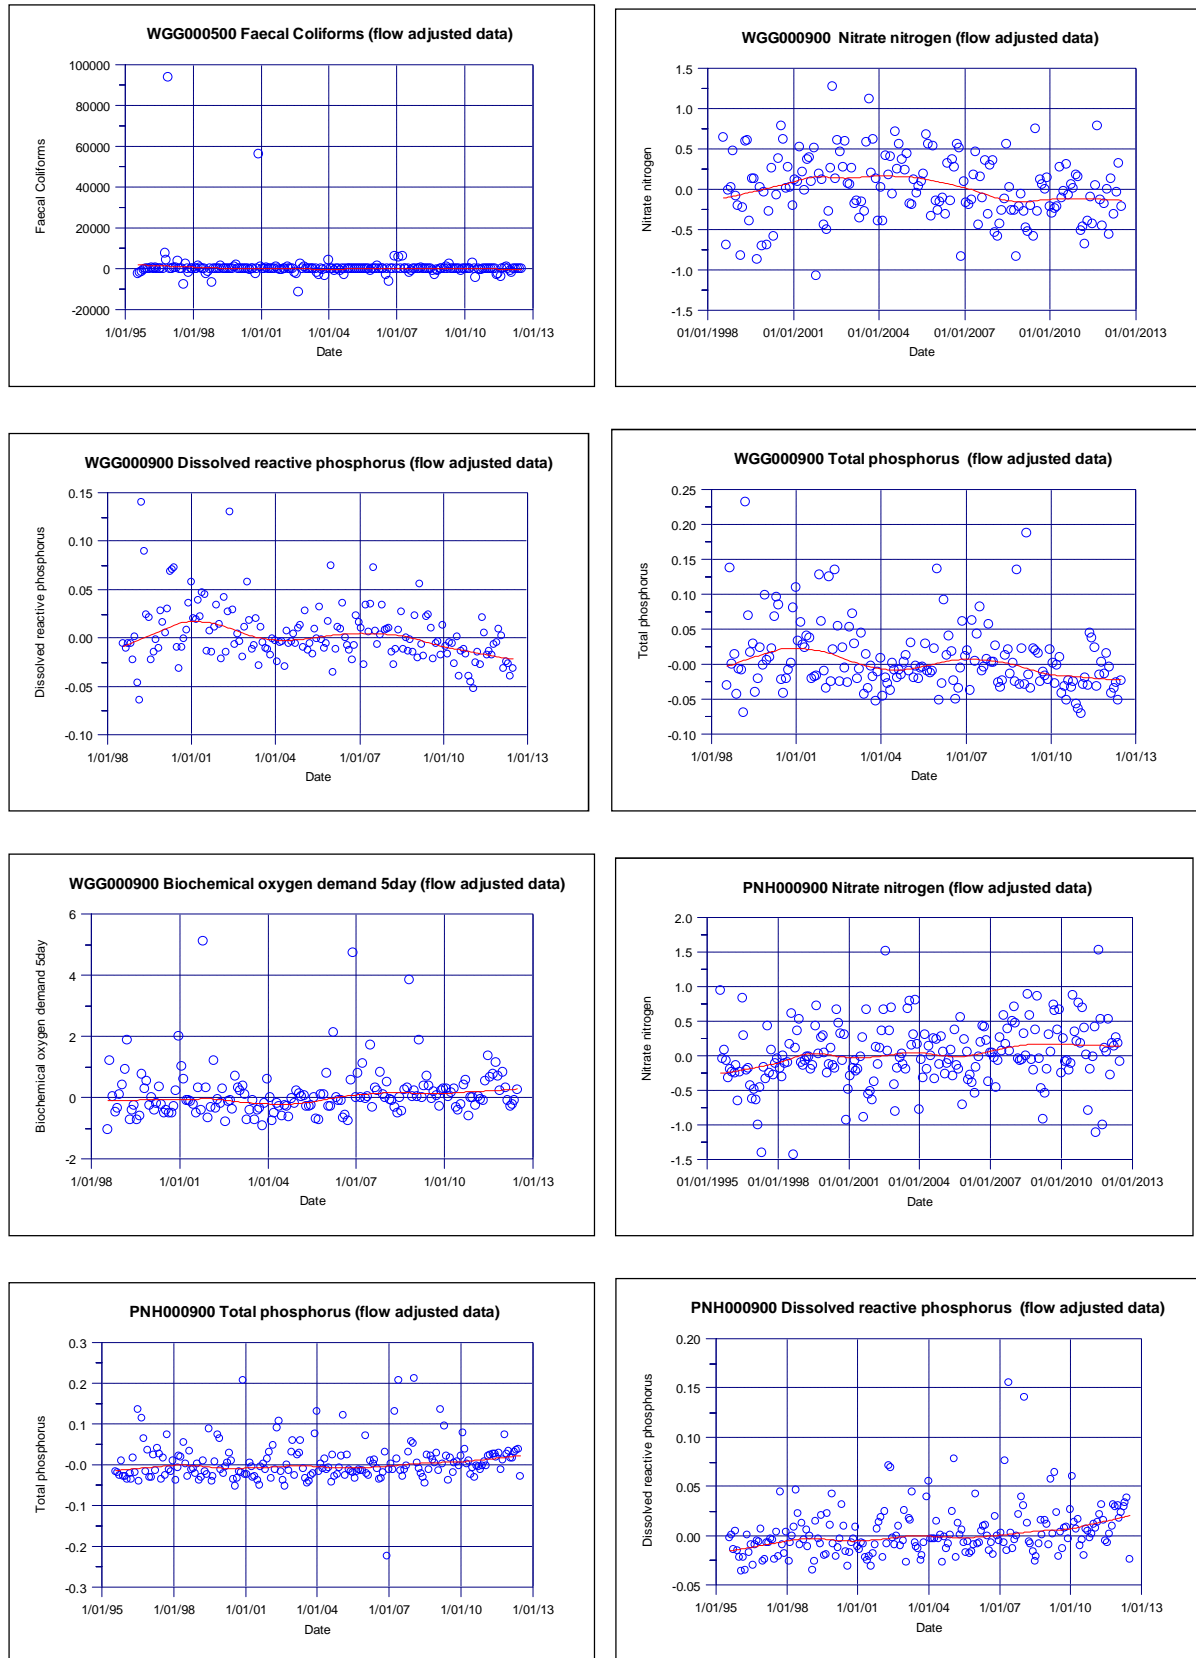 WGG000500 Faecal Coliforms (flow adjusted data)
100000
80000
60000
40000
20000
0
-20000
Faecal Coliforms
1/01/95 1/01/98 1/01/01 1/01/04 1/01/07 1/01/10 1/01/13
Date
WGG000900 Nitrate nitrogen (flow adjusted data)
1.5
1.0
0.5
0.0
-0.5
-1.0
-1.5
Nitrate nitrogen
01/01/1998 01/01/2001 01/01/2004 01/01/2007 01/01/2010 01/01/2013
Date
WGG000900 Dissolved reactive phosphorus (flow adjusted data)
0.15
0.10
0.05
0.00
-0.05
-0.10
Dissolved reactive phosphorus
1/01/98 1/01/01 1/01/04 1/01/07 1/01/10 1/01/13
Date
WGG000900 Total phosphorus (flow adjusted data)
0.25
0.20
0.15
0.10
0.05
-0.00
-0.05
-0.10
Total phosphorus
1/01/98 1/01/01 1/01/04 1/01/07 1/01/10 1/01/13
Date
WGG000900 Biochemical oxygen demand 5day (flow adjusted data)
6
4
2
0
-2
Biochemical oxygen demand 5day
1/01/98 1/01/01 1/01/04 1/01/07 1/01/10 1/01/13
Date
PNH000900 Nitrate nitrogen (flow adjusted data)
2.0
1.5
1.0
0.5
0.0
-0.5
-1.0
-1.5
Nitrate nitrogen
01/01/1995 01/01/1998 01/01/2001 01/01/2004 01/01/2007 01/01/2010 01/01/2013
Date
PNH000900 Total phosphorus (flow adjusted data)
0.3
0.2
0.1
-0.0
-0.1
-0.2
-0.3
Total phosphorus
1/01/95 1/01/98 1/01/01 1/01/04 1/01/07 1/01/10 1/01/13
Date
PNH000900 Dissolved reactive phosphorus (flow adjusted data)
0.20
0.15
0.10
0.05
0.00
-0.05
Dissolved reactive phosphorus
1/01/95 1/01/98 1/01/01 1/01/04 1/01/07 1/01/10 1/01/13
Date